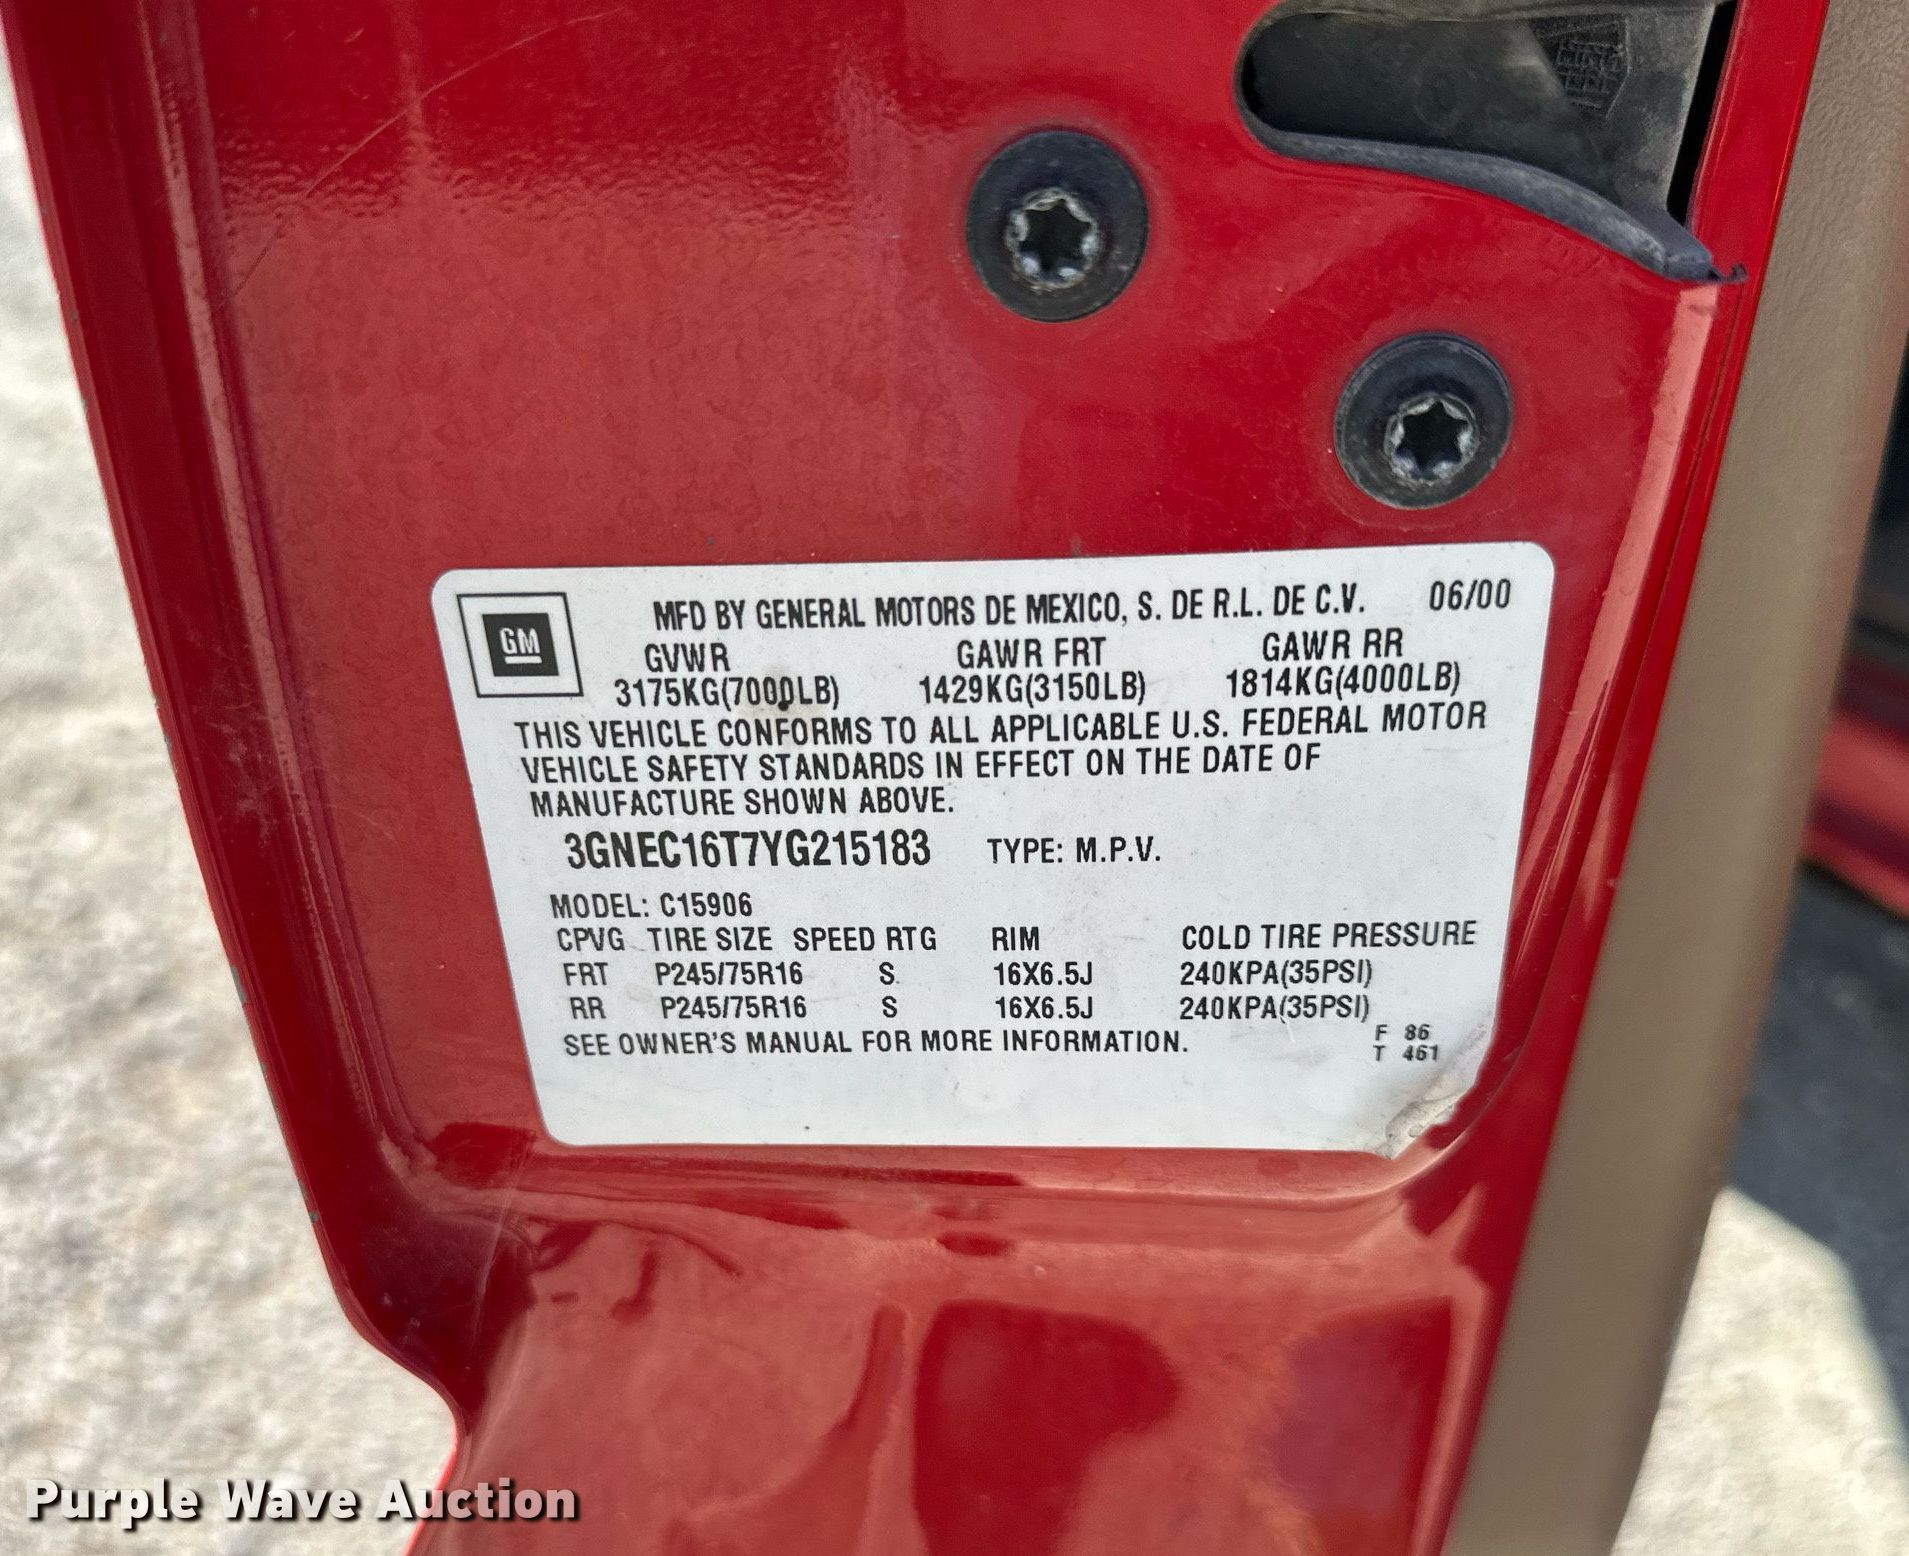 GM
MFD BY GENERAL MOTORS DE MEXICO, S. DE R.L. DE C.V. 06/00
GVWR GAWR FRT GAWR RR
3175KG(7000LB) 1429KG(3150LB) 1814KG(4000LB)
THIS VEHICLE CONFORMS TO ALL APPLICABLE U.S. FEDERAL MOTOR
VEHICLE SAFETY STANDARDS IN EFFECT ON THE DATE OF
MANUFACTURE SHOWN ABOVE.
3GNEC16T7YG215183 TYPE: M.P.V.
MODEL: C15906
CPVG TIRE SIZE SPEED RTG RIM COLD TIRE PRESSURE
FRT P245/75R16 S 16X6.5J 240KPA(35PSI)
RR P245/75R16 S 16X6.5J 240KPA(35PSI)
SEE OWNER'S MANUAL FOR MORE INFORMATION.
F 86
T 461
Purple Wave Auction